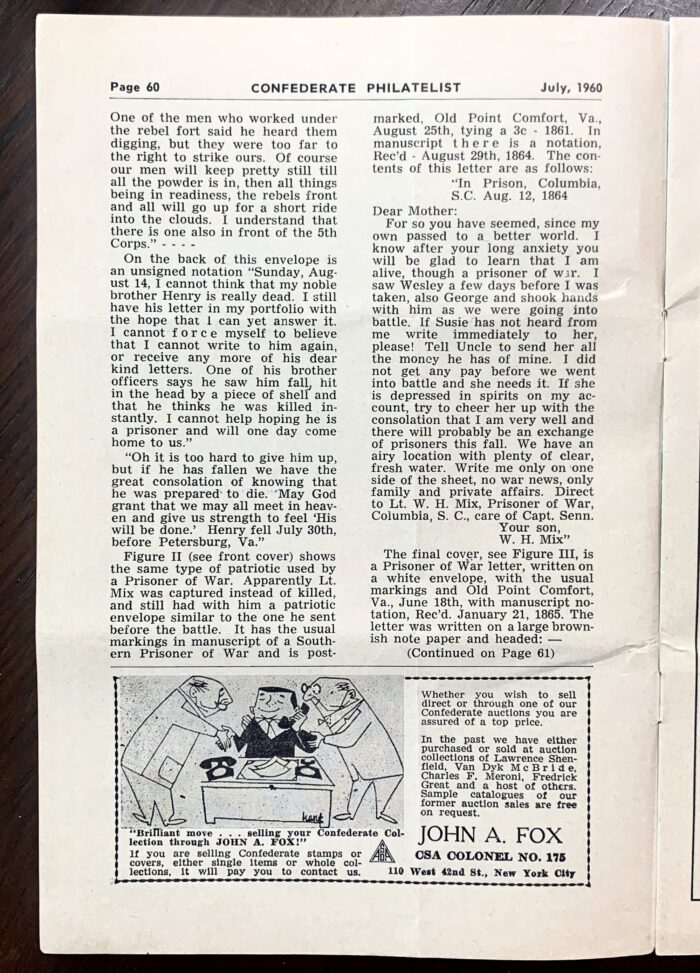 Page 60 CONFEDERATE PHILATELIST July, 1960
One of the men who worked under
the rebel fort said he heard them
digging, but they were too far to
the right to strike ours. Of course
our men will keep pretty still till
all the powder is in, then all things
being in readiness, the rebels front
and all will go up for a short ride
into the clouds. I understand that
there is one also in front of the 5th
Corps." - - - -
On the back of this envelope is
an unsigned notation "Sunday, Aug-
ust 14, I cannot think that my noble
brother Henry is really dead. I still
have his letter in my portfolio with
the hope that I can yet answer it.
I cannot force myself to believe
that I cannot write to him again,
or receive any more of his dear
kind letters. One of his brother
officers says he saw him fall, hit
in the head by a piece of shell and
that he thinks he was killed in-
stantly. I cannot help hoping he is
a prisoner and will one day come
home to us."
"Oh it is too hard to give him up,
but if he has fallen we have the
great consolation of knowing that
he was prepared to die. 'May God
grant that we may all meet in heav-
en and give us strength to feel 'His
will be done.' Henry fell July 30th,
before Petersburg, Va."
Figure II (see front cover) shows
the same type of patriotic used by
a Prisoner of War. Apparently Lt.
Mix was captured instead of killed,
and still had with him a patriotic
envelope similar to the one he sent
before the battle. It has the usual
markings in manuscript of a South-
ern Prisoner of War and is post-
marked, Old Point Comfort, Va.,
August 25th, tying a 3c - 1861. In
manuscript there is a notation,
Rec'd - August 29th, 1864. The con-
tents of this letter are as follows:
"In Prison, Columbia,
S.C. Aug. 12, 1864
Dear Mother:
For so you have seemed, since my
own passed to a better world. I
know after your long anxiety you
will be glad to learn that I am
alive, though a prisoner of war. I
saw Wesley a few days before I was
taken, also George and shook hands
with him as we were going into
battle. If Susie has not heard from
me write immediately to her,
please! Tell Uncle to send her all
the money he has of mine. I did
not get any pay before we went
into battle and she needs it. If she
is depressed in spirits on my ac-
count, try to cheer her up with the
consolation that I am very well and
there will probably be an exchange
of prisoners this fall. We have an
airy location with plenty of clear,
fresh water. Write me only on one
side of the sheet, no war news, only
family and private affairs. Direct
to Lt. W. H. Mix, Prisoner of War,
Columbia, S. C., care of Capt. Senn.
Your son,
W. H. Mix"
The final cover, see Figure III, is
a Prisoner of War letter, written on
a white envelope, with the usual
markings and Old Point Comfort,
Va., June 18th, with manuscript no-
tation, Rec'd. January 21, 1865. The
letter was written on a large brown-
ish note paper and headed: —
(Continued on Page 61)
"Brilliant move . . . selling your Confederate Col-
lection through JOHN A. FOX!"
If you are selling Confederate stamps or
covers, either single items or whole col-
lections, it will pay you to contact us.
Whether you wish to sell
direct or through one of our
Confederate auctions you are
assured of a top price.
In the past we have either
purchased or sold at auction
collections of Lawrence Shen-
field, Van Dyk McBride,
Charles F. Meroni, Fredrick
Great and a host of others.
Sample catalogues of our
former auction sales are free
on request.
JOHN A. FOX
CSA COLONEL NO. 175
110 West 42nd St., New York City